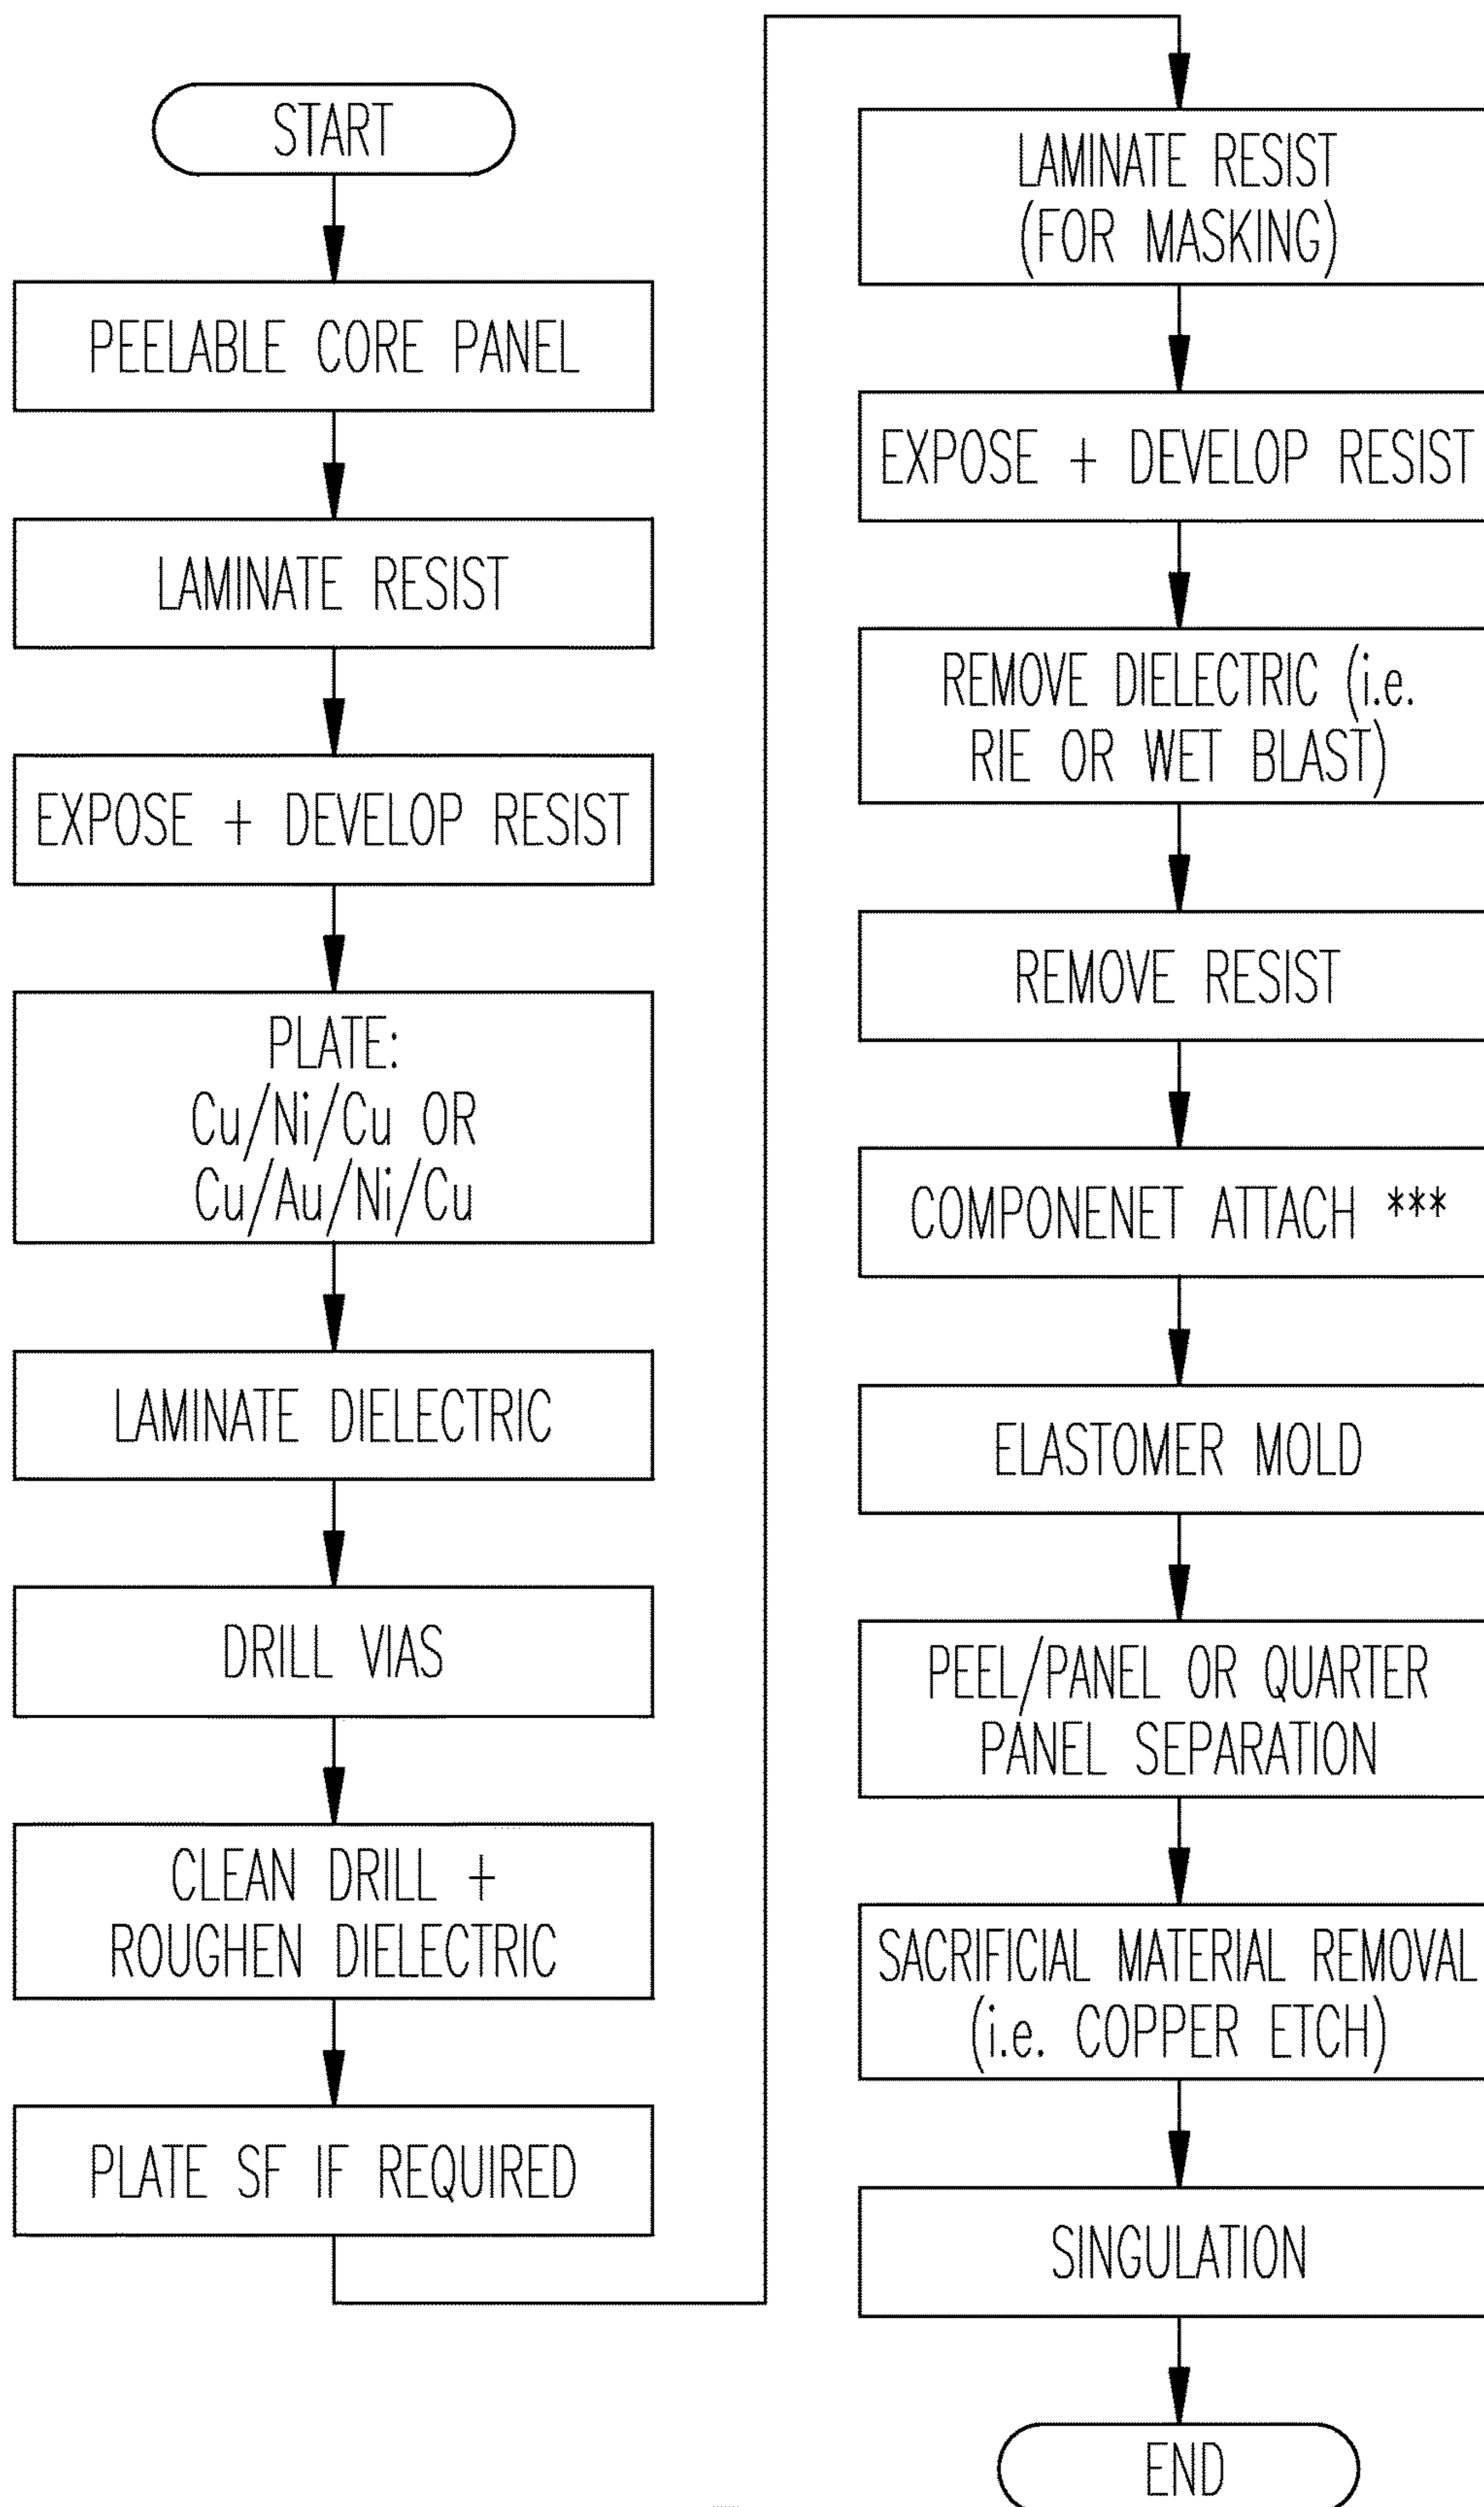 START
PEELABLE CORE PANEL
LAMINATE RESIST
EXPOSE + DEVELOP RESIST
PLATE:
Cu/Ni/Cu OR
Cu/Au/Ni/Cu
LAMINATE DIELECTRIC
DRILL VIAS
CLEAN DRILL +
ROUGHEN DIELECTRIC
PLATE SF IF REQUIRED
LAMINATE RESIST
(FOR MASKING)
EXPOSE + DEVELOP RESIST
REMOVE DIELECTRIC (i.e.
RIE OR WET BLAST)
REMOVE RESIST
COMPONENET ATTACH ***
ELASTOMER MOLD
PEEL/PANEL OR QUARTER
PANEL SEPARATION
SACRIFICIAL MATERIAL REMOVAL
(i.e. COPPER ETCH)
SINGULATION
END